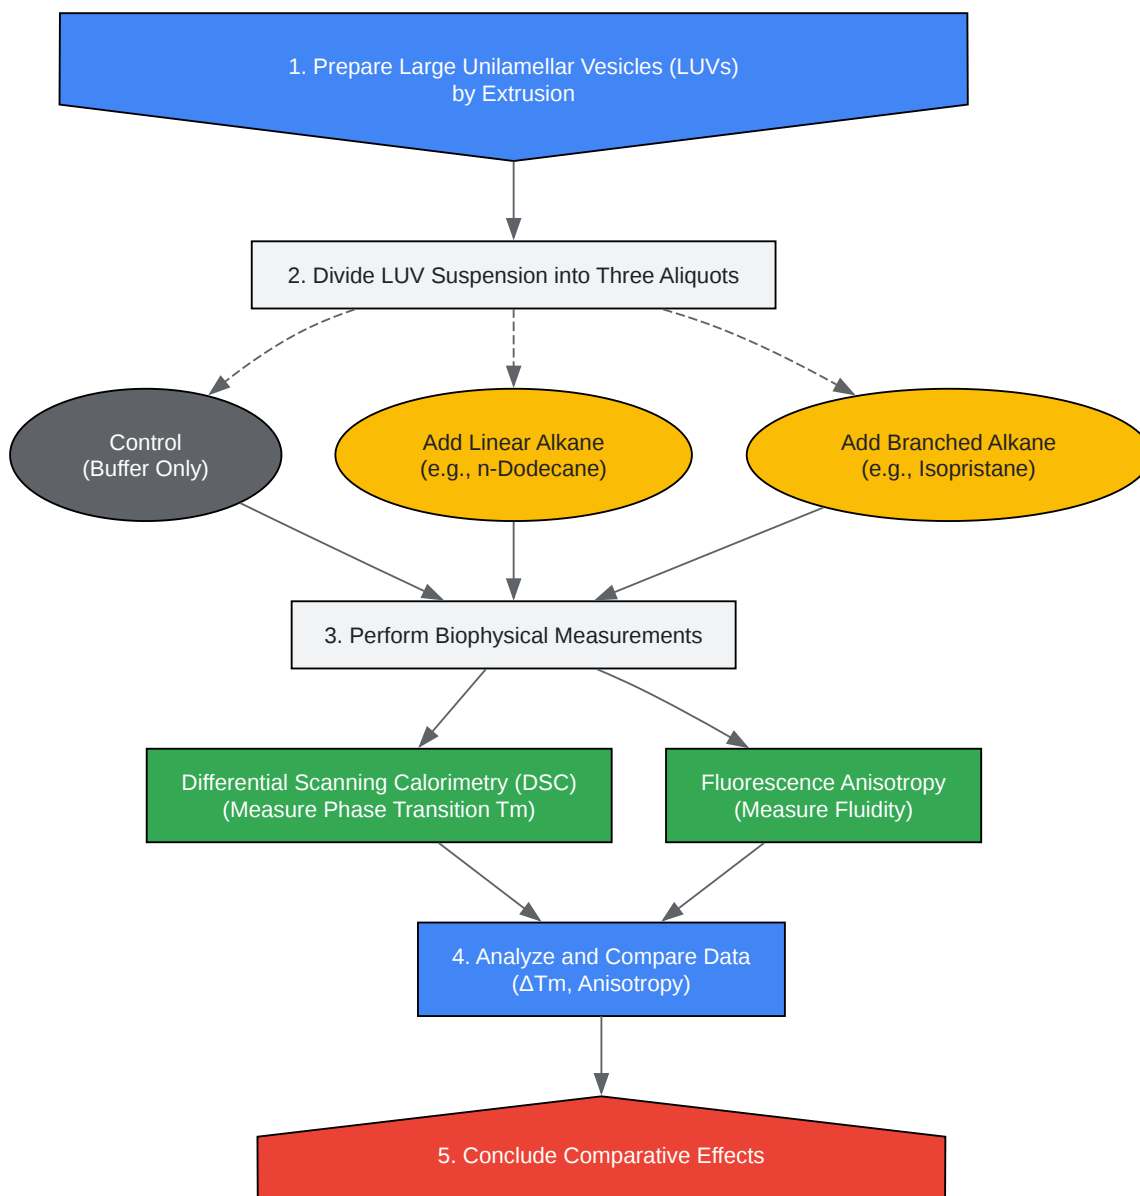 1. Prepare Large Unilamellar Vesicles (LUVs)
by Extrusion
2. Divide LUV Suspension into Three Aliquots
Control
(Buffer Only)
Add Linear Alkane
(e.g., n-Dodecane)
Add Branched Alkane
(e.g., Isopristane)
3. Perform Biophysical Measurements
Differential Scanning Calorimetry (DSC)
(Measure Phase Transition Tm)
Fluorescence Anisotropy
(Measure Fluidity)
4. Analyze and Compare Data
(ΔTm, Anisotropy)
5. Conclude Comparative Effects